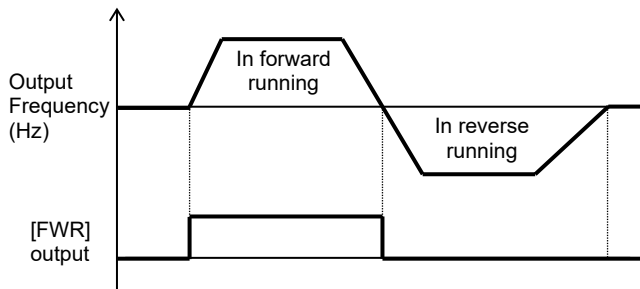 In forward
running
Output
Frequency
(Hz)
In reverse
running
[FWR]
output